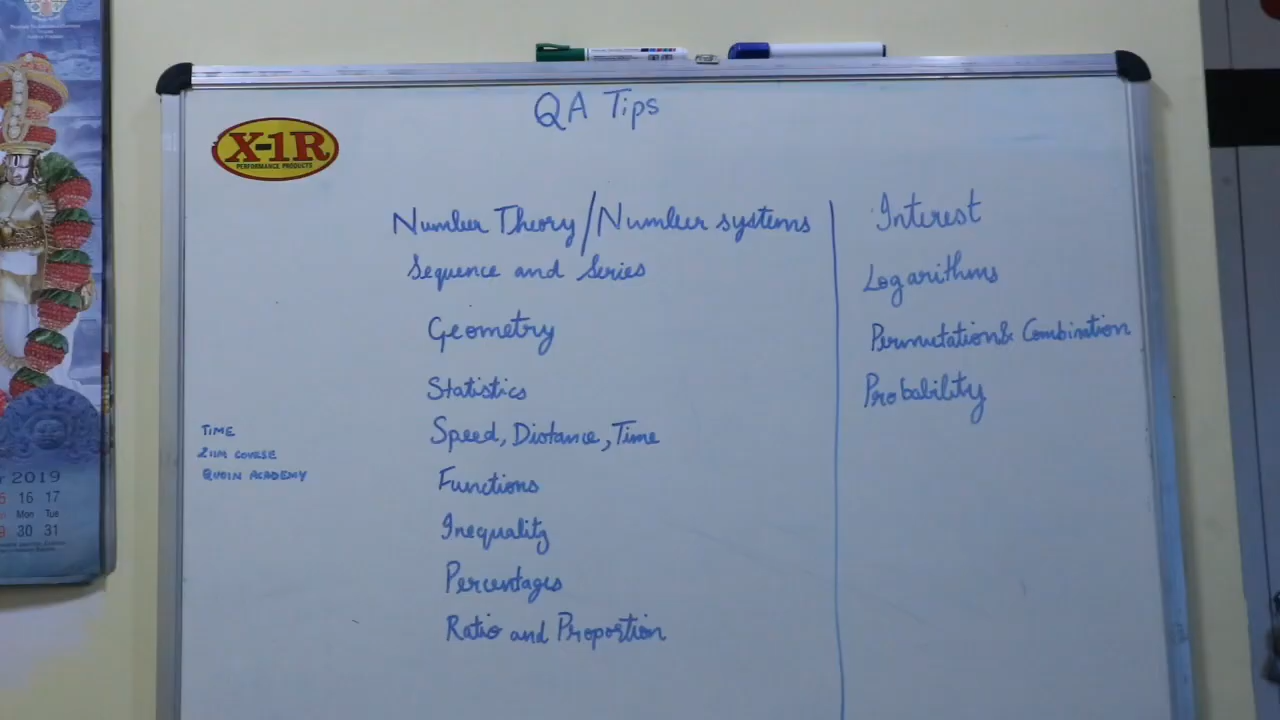 QA Tips
X-1R
PERFORMANCE PRODUCTS
Number Theory/Number systems
Sequence and Series
Geometry
Statistics
Speed, Distance, Time
Functions
Inequality
Percentages
Ratio and Proportion
Interest
Logarithms
Permutation& Combination
Probability
TIME
2IIM COURSE
QUOIN ACADEMY
2019
16 17
Mon Tue
30 31